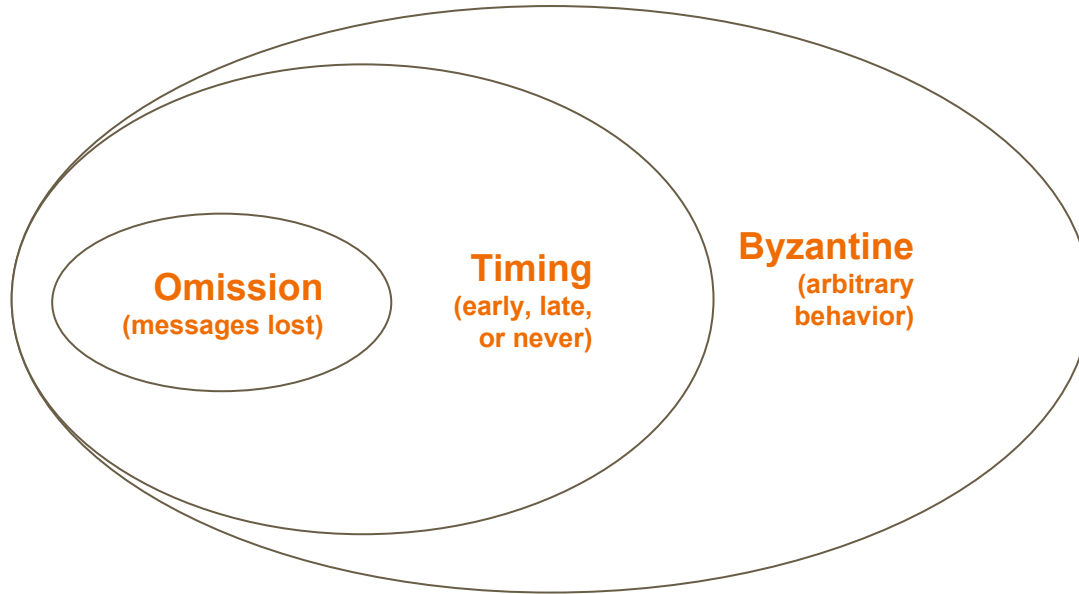 Omission
(messages lost)
Timing
(early, late,
or never)
Byzantine
(arbitrary
behavior)